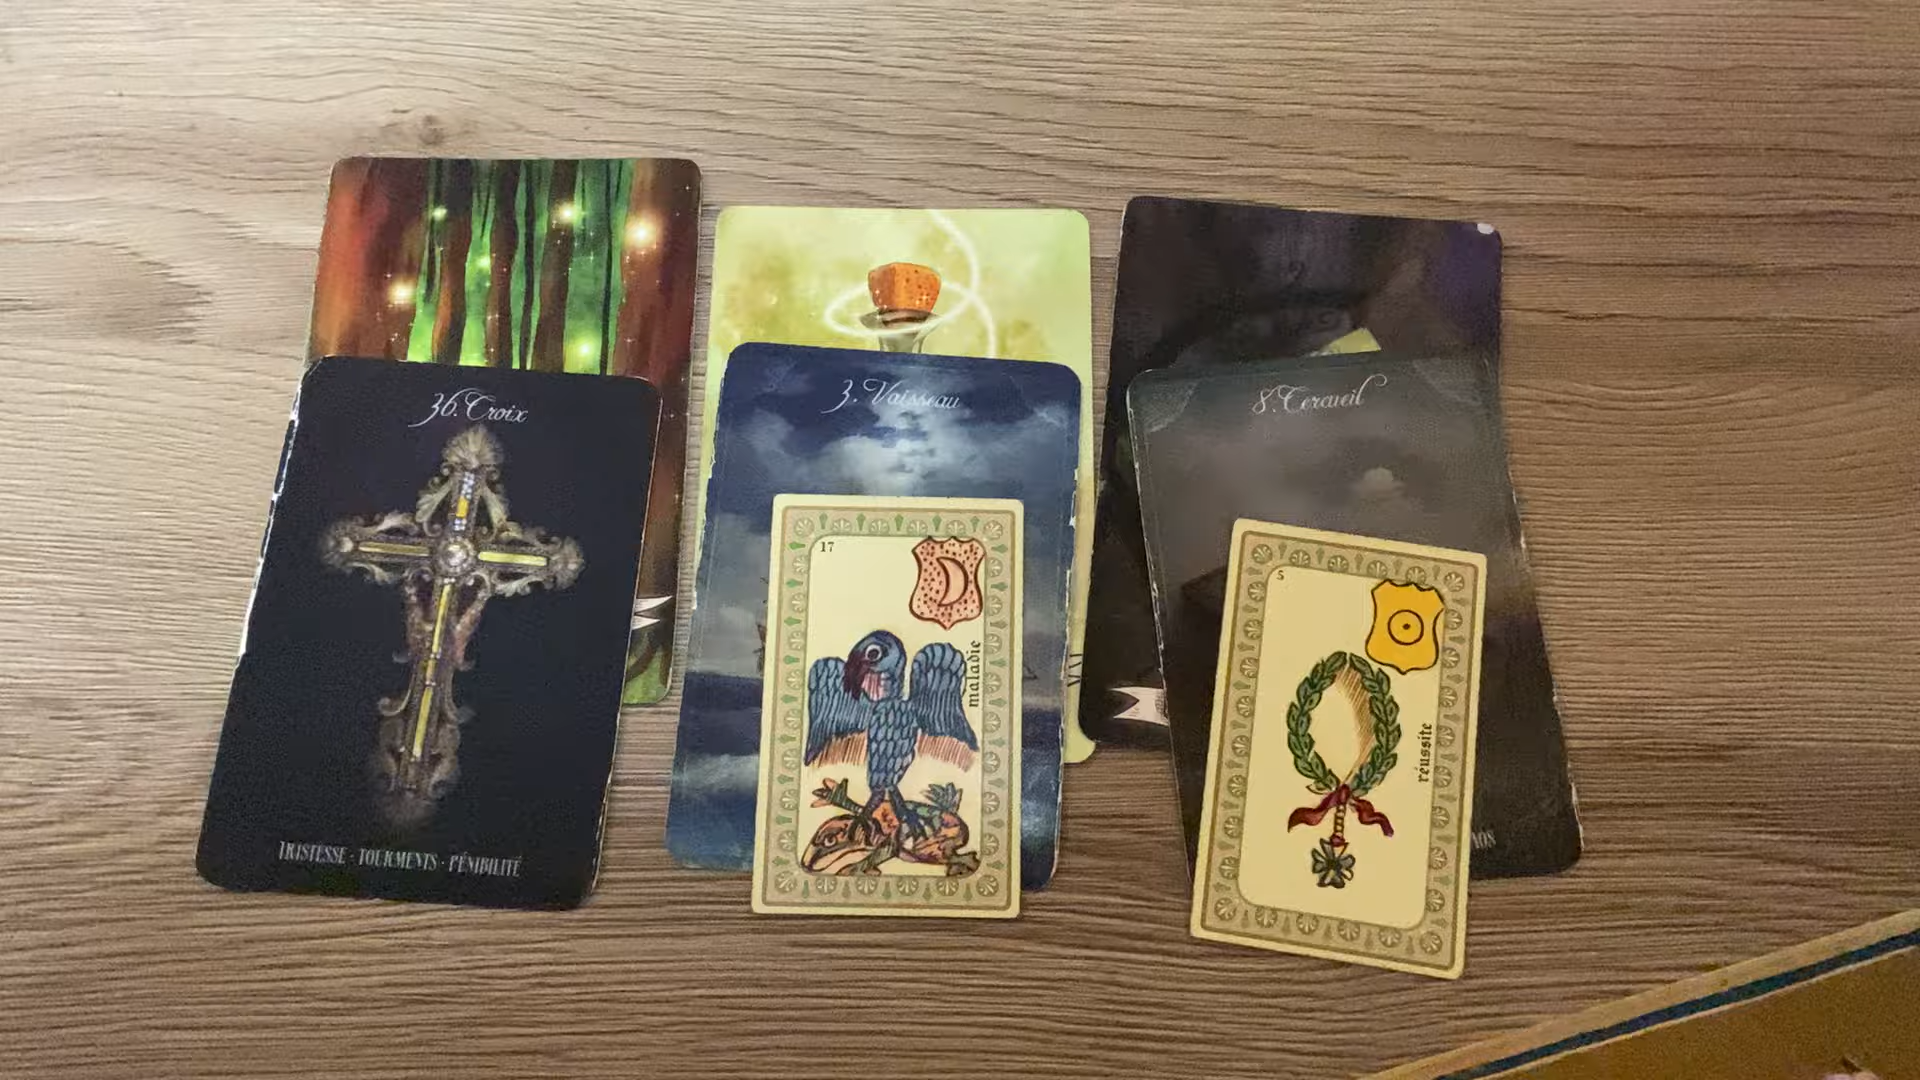 36. Croix
TRISTESSE · TOURMENTS · PÉNIBILITÉ
3. Vaisseau
17
maladie
8. Cercueil
5
réussite